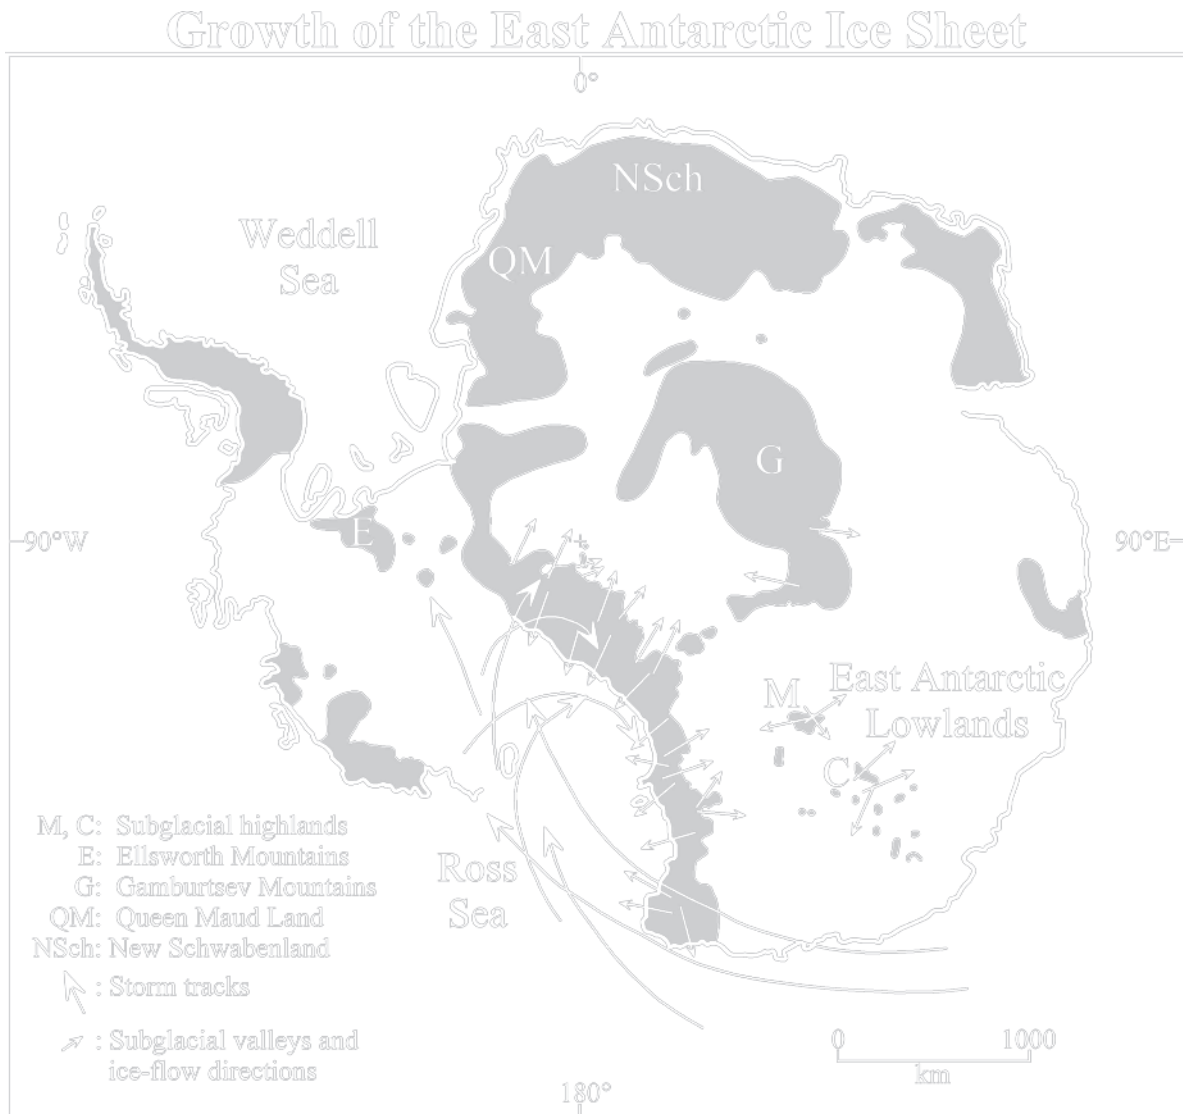 Growth of the East Antarctic Ice Sheet
0°
NSch
Weddell
Sea
QM
G
E
90°W
90°E
M
East Antarctic
Lowlands
C
M, C: Subglacial highlands
E: Ellsworth Mountains
G: Gamburtsev Mountains
QM: Queen Maud Land
NSch: New Schwabenland
: Storm tracks
: Subglacial valleys and
ice-flow directions
Ross
Sea
0 1000
km
180°